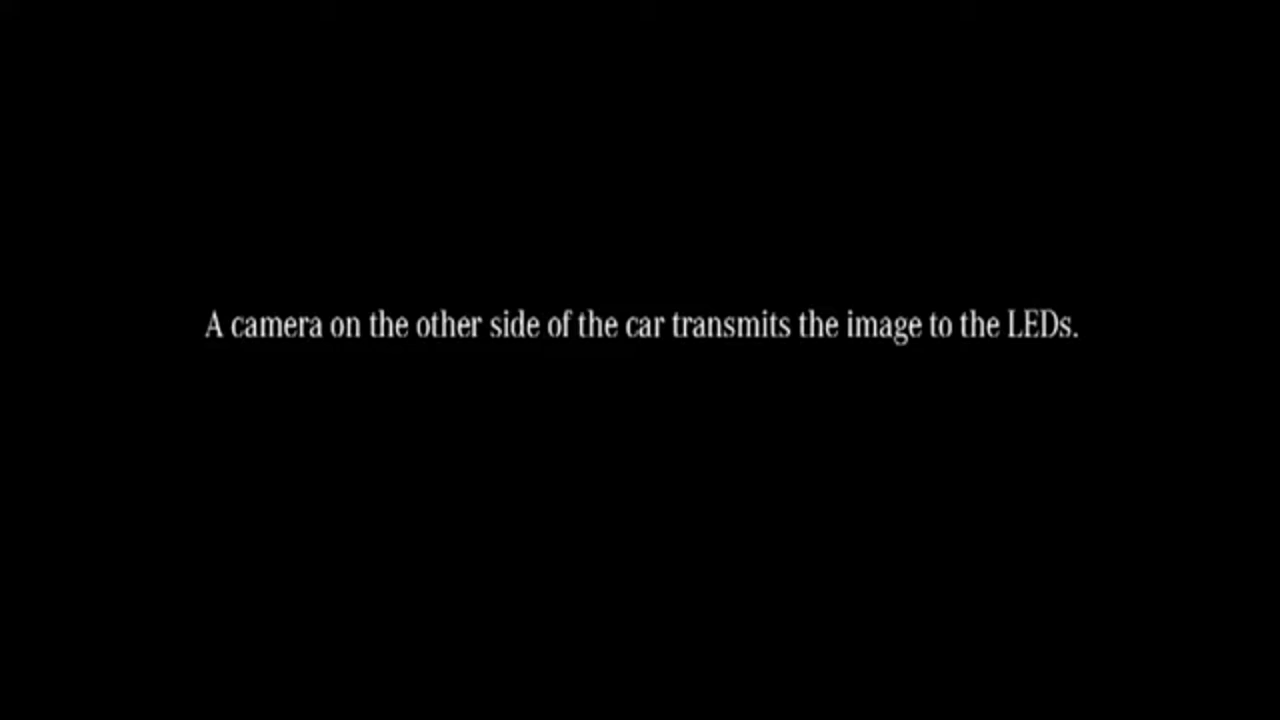 A camera on the other side of the car transmits the image to the LEDs.